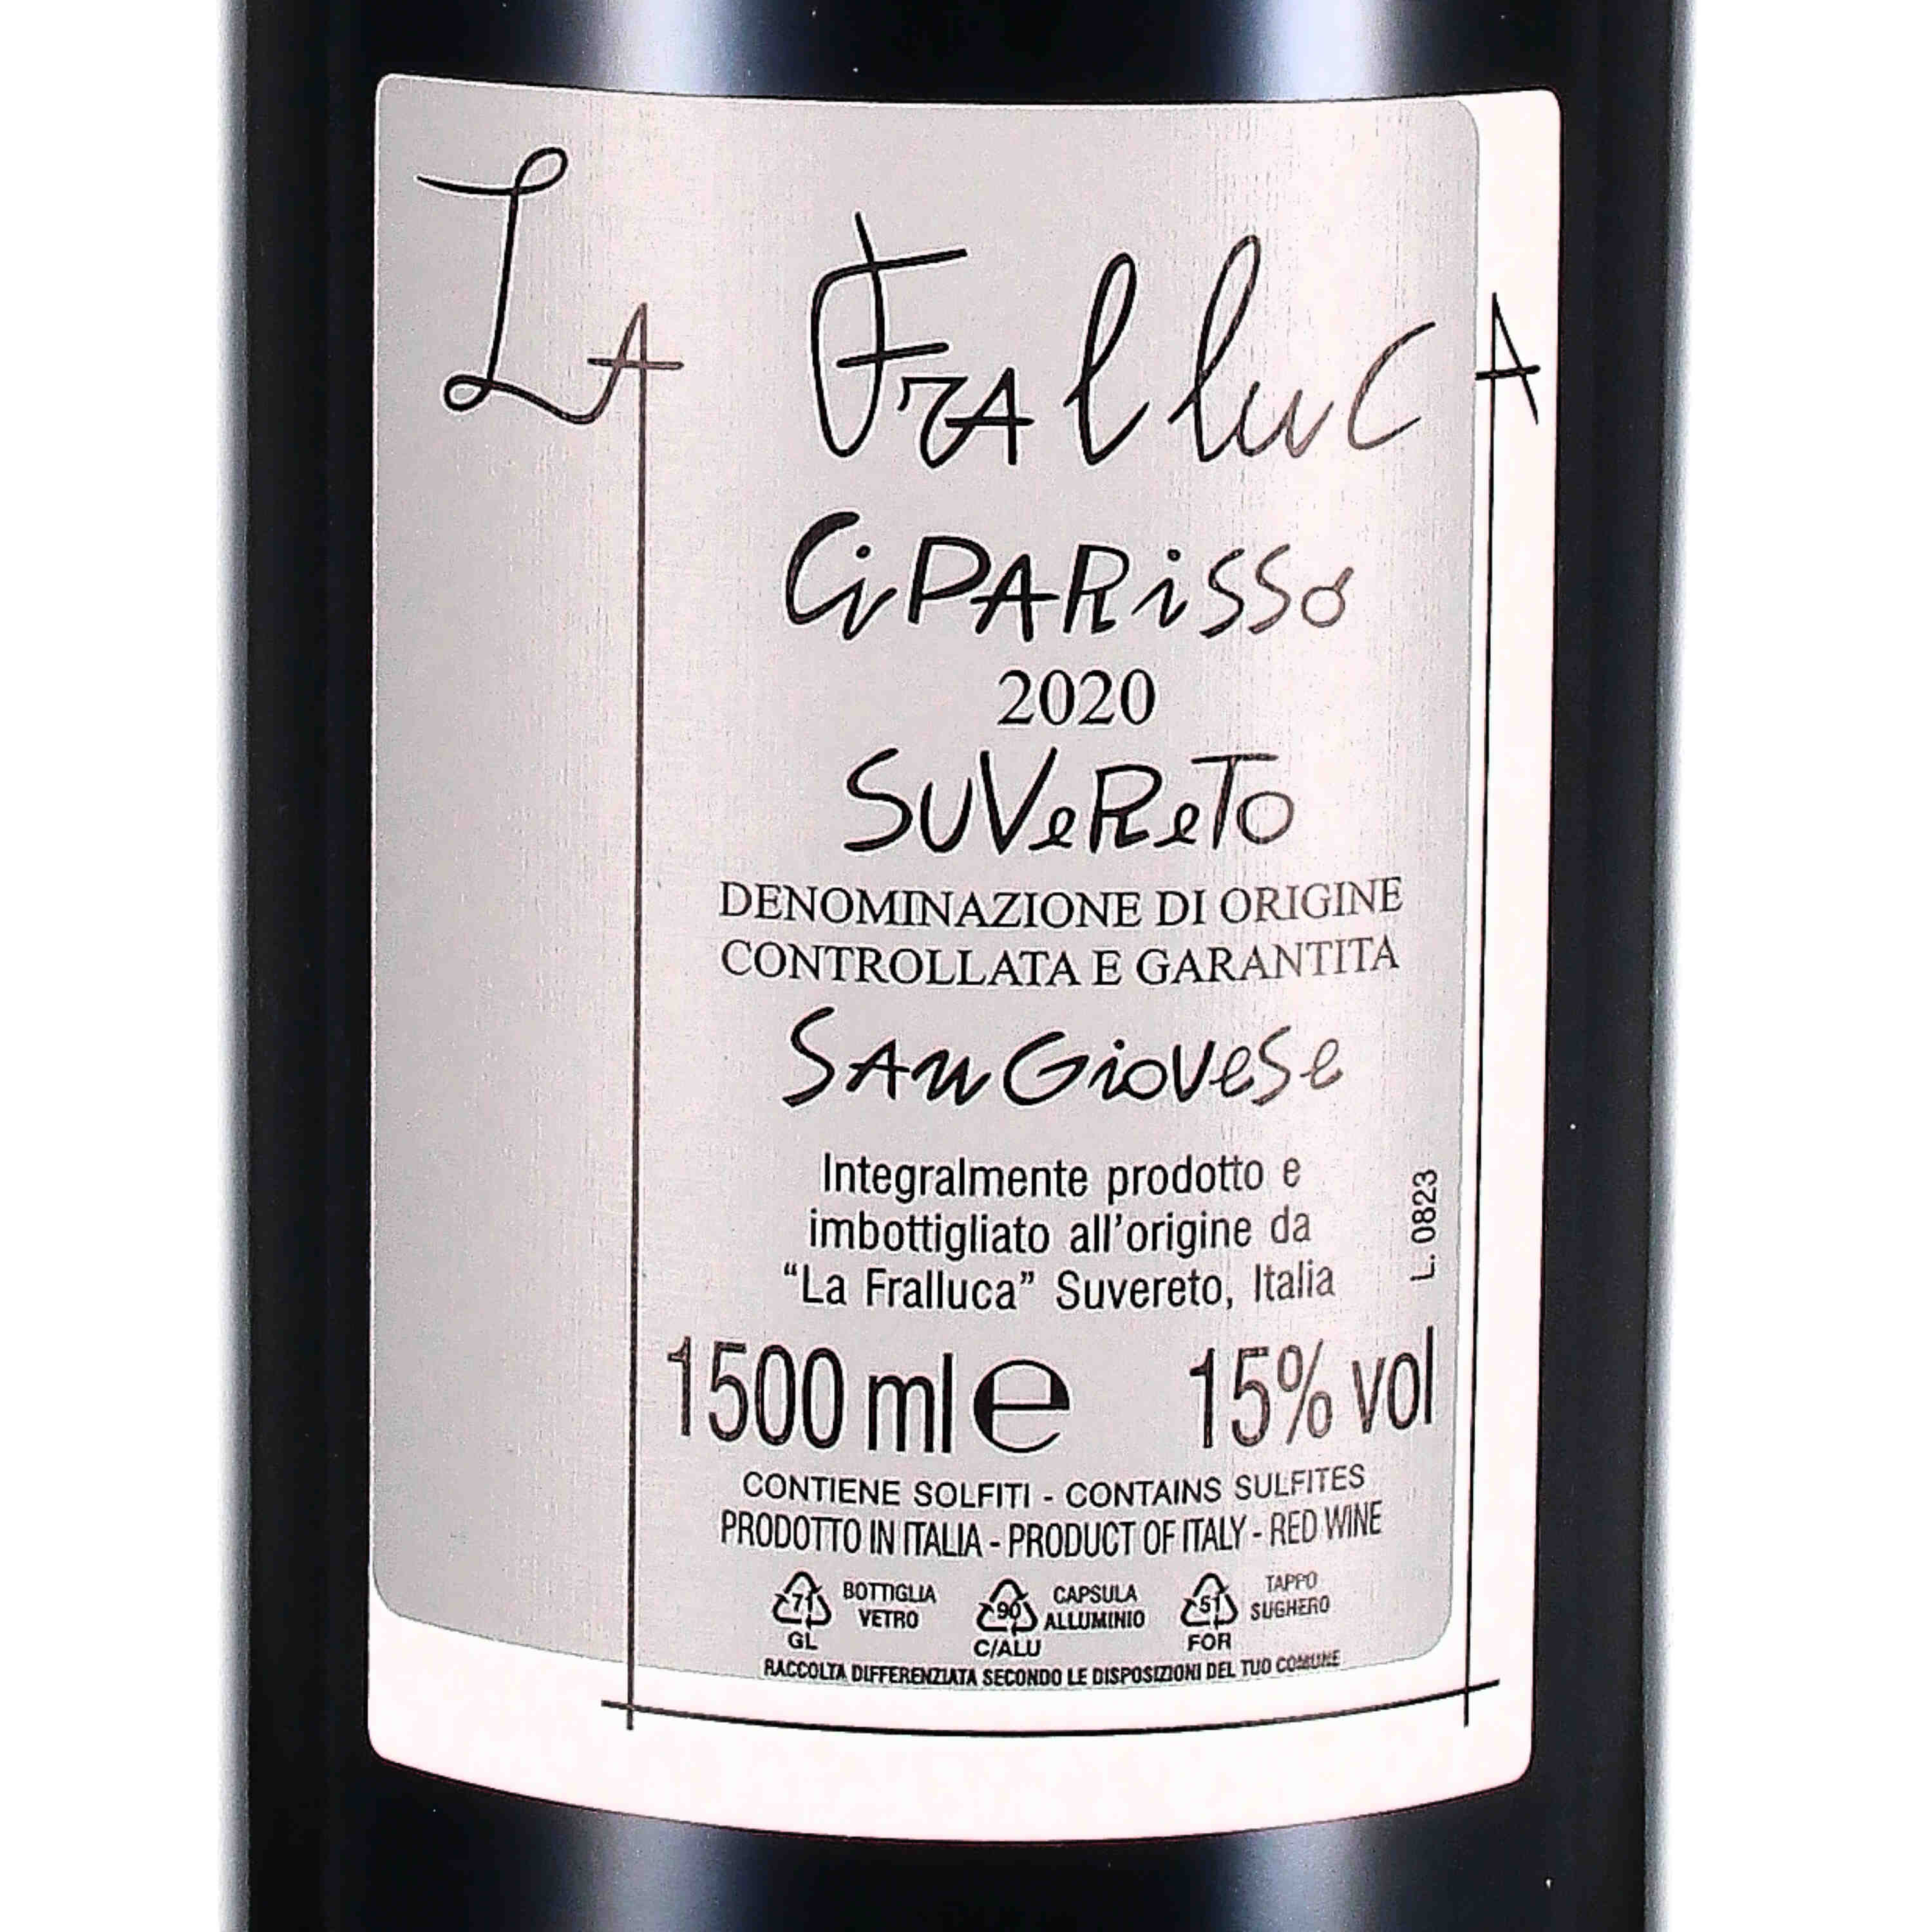 La Fralluca
CiPARiSSo
2020
SuVeReTo
DENOMINAZIONE DI ORIGINE
CONTROLLATA E GARANTITA
SAnGioveSe
Integralmente prodotto e
imbottigliato all'origine da
“La Fralluca” Suvereto, Italia
L. 0823
1500 ml ℮ 15% vol
CONTIENE SOLFITI - CONTAINS SULFITES
PRODOTTO IN ITALIA - PRODUCT OF ITALY - RED WINE
71 BOTTIGLIA 90 CAPSULA 51 TAPPO
VETRO ALLUMINIO SUGHERO
GL C/ALU FOR
RACCOLTA DIFFERENZIATA SECONDO LE DISPOSIZIONI DEL TUO COMUNE